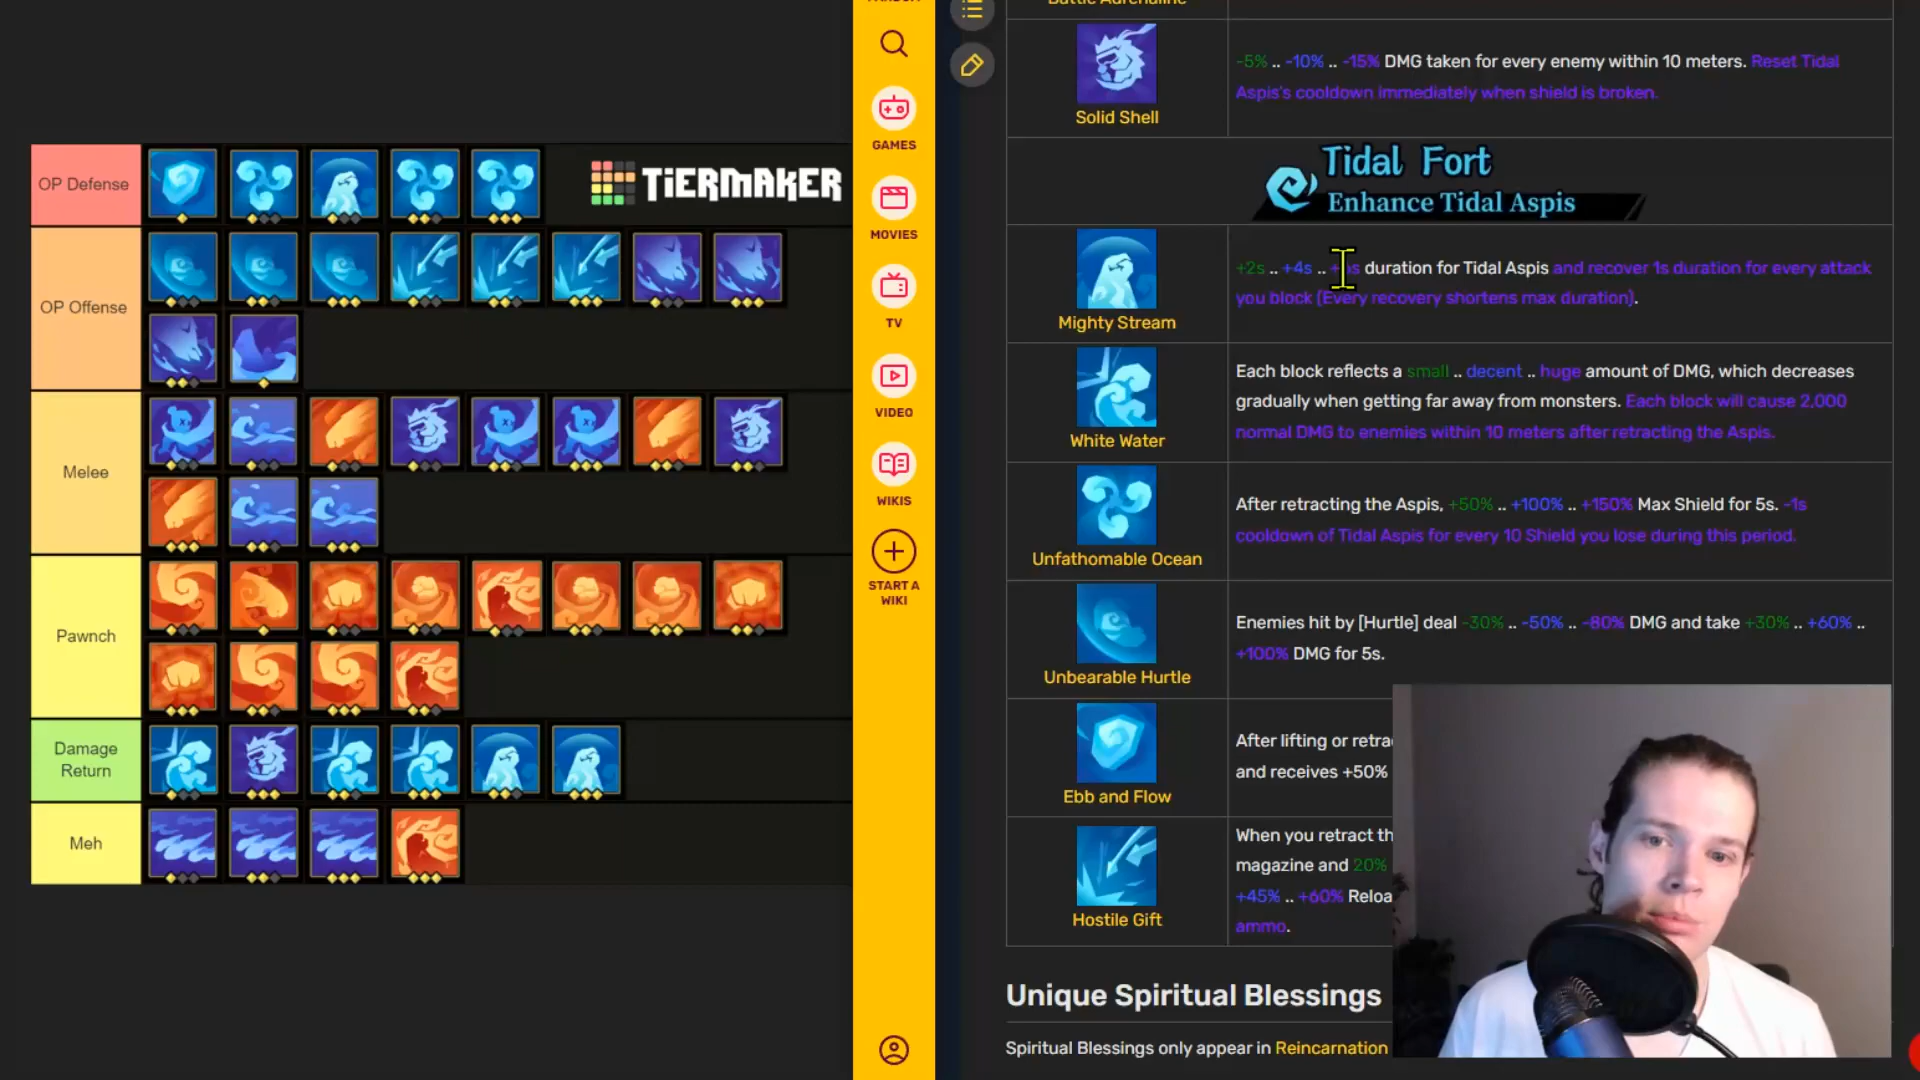 OP Defense
TIERMAKER
OP Offense
Melee
Pawnch
Damage
Return
Meh
GAMES
MOVIES
TV
VIDEO
WIKIS
START A
WIKI
-5% .. -10% .. -15% DMG taken for every enemy within 10 meters. Reset Tidal
Aspis's cooldown immediately when shield is broken.
Solid Shell
Tidal Fort
Enhance Tidal Aspis
+2s .. +4s .. duration for Tidal Aspis and recover 1s duration for every attack
you block (Every recovery shortens max duration).
Mighty Stream
Each block reflects a small .. decent .. huge amount of DMG, which decreases
gradually when getting far away from monsters. Each block will cause 2,000
normal DMG to enemies within 10 meters after retracting the Aspis.
White Water
After retracting the Aspis, +50% .. +100% .. +150% Max Shield for 5s. -1s
cooldown of Tidal Aspis for every 10 Shield you lose during this period.
Unfathomable Ocean
Enemies hit by [Hurtle] deal -30% .. -50% .. -80% DMG and take +30% .. +60% ..
+100% DMG for 5s.
Unbearable Hurtle
After lifting or retra
and receives +50%
Ebb and Flow
When you retract th
magazine and 20%
+45% .. +60% Reloa
ammo.
Hostile Gift
Unique Spiritual Blessings
Spiritual Blessings only appear in Reincarnation